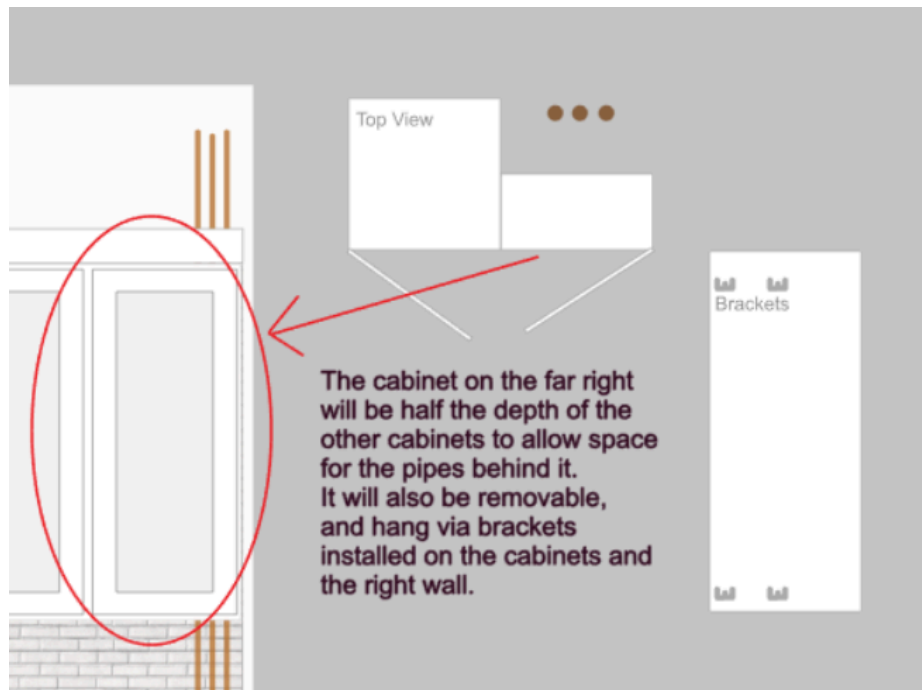 Top View
Brackets
The cabinet on the far right
will be half the depth of the
other cabinets to allow space
for the pipes behind it.
It will also be removable,
and hang via brackets
installed on the cabinets and
the right wall.